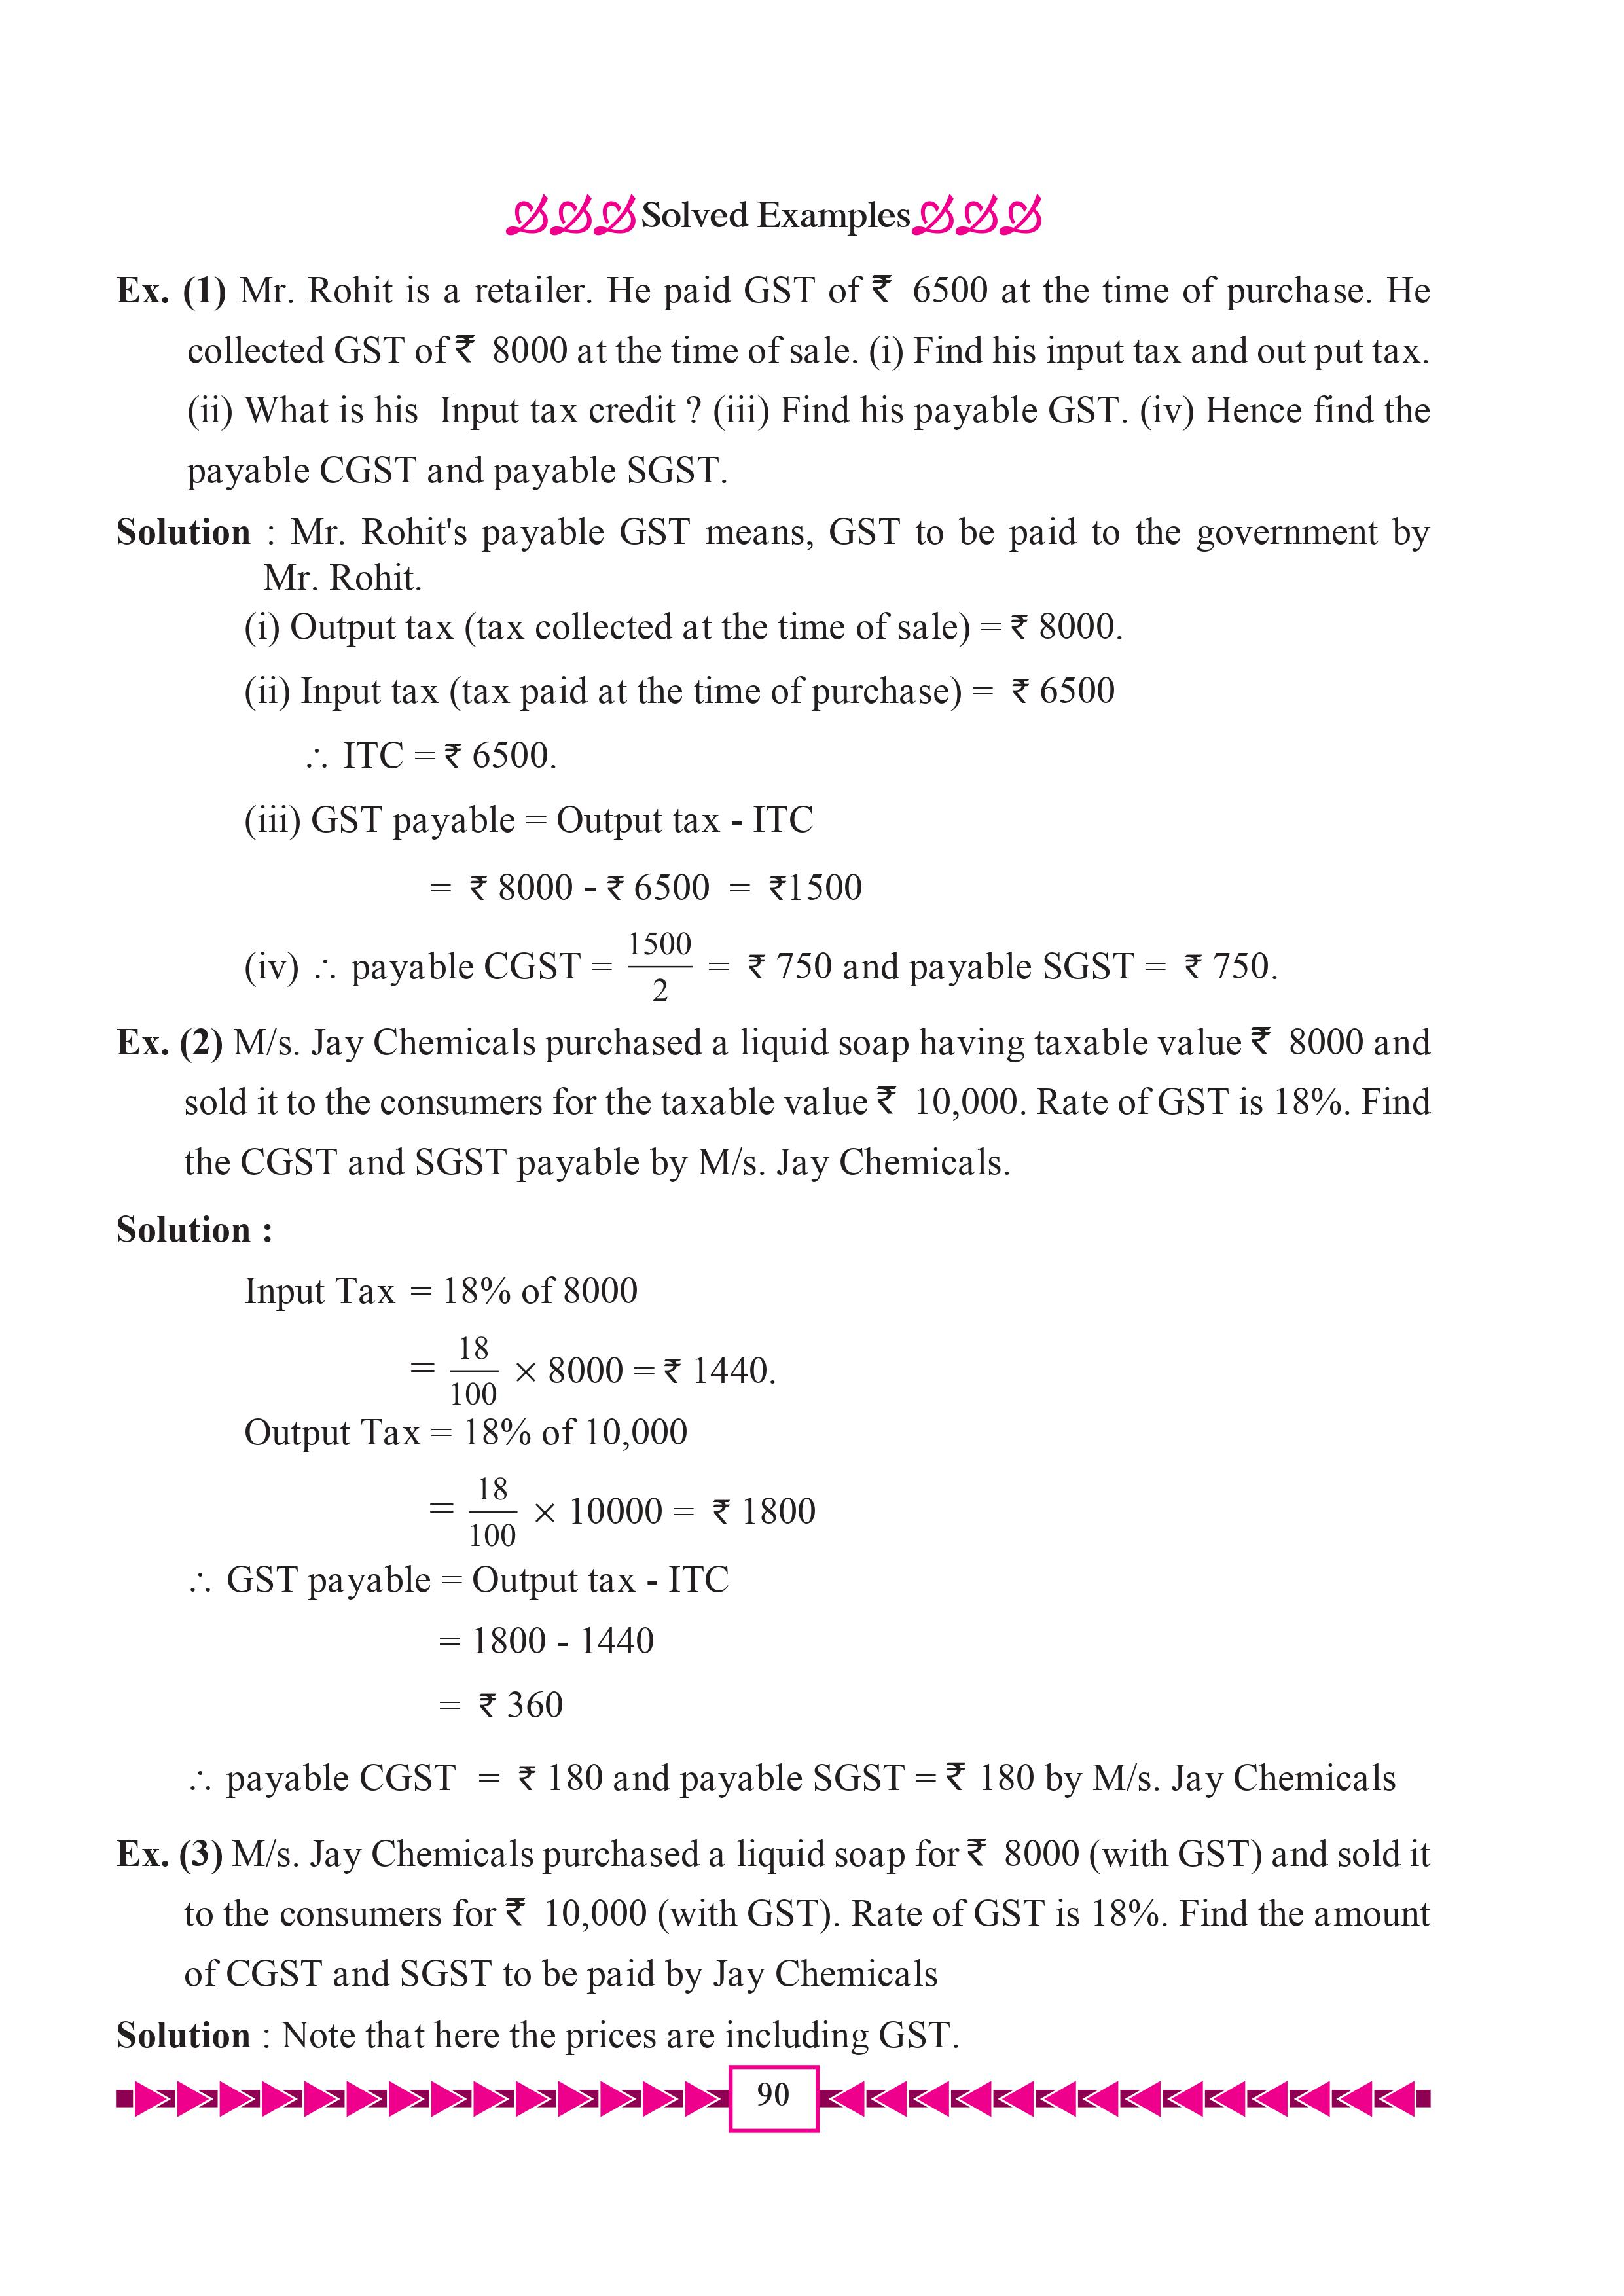 Solved Examples
Ex. (1) Mr. Rohit is a retailer. He paid GST of ₹ 6500 at the time of purchase. He
collected GST of ₹ 8000 at the time of sale. (i) Find his input tax and out put tax.
(ii) What is his Input tax credit ? (iii) Find his payable GST. (iv) Hence find the
payable CGST and payable SGST.
Solution : Mr. Rohit's payable GST means, GST to be paid to the government by
Mr. Rohit.
(i) Output tax (tax collected at the time of sale) = ₹ 8000.
(ii) Input tax (tax paid at the time of purchase) = ₹ 6500
∴ ITC = ₹ 6500.
(iii) GST payable = Output tax - ITC
= ₹ 8000 - ₹ 6500 = ₹1500
(iv) ∴ payable CGST = 1500/2 = ₹ 750 and payable SGST = ₹ 750.
Ex. (2) M/s. Jay Chemicals purchased a liquid soap having taxable value ₹ 8000 and
sold it to the consumers for the taxable value ₹ 10,000. Rate of GST is 18%. Find
the CGST and SGST payable by M/s. Jay Chemicals.
Solution :
Input Tax = 18% of 8000
= 18/100 × 8000 = ₹ 1440.
Output Tax = 18% of 10,000
= 18/100 × 10000 = ₹ 1800
∴ GST payable = Output tax - ITC
= 1800 - 1440
= ₹ 360
∴ payable CGST = ₹ 180 and payable SGST = ₹ 180 by M/s. Jay Chemicals
Ex. (3) M/s. Jay Chemicals purchased a liquid soap for ₹ 8000 (with GST) and sold it
to the consumers for ₹ 10,000 (with GST). Rate of GST is 18%. Find the amount
of CGST and SGST to be paid by Jay Chemicals
Solution : Note that here the prices are including GST.
90